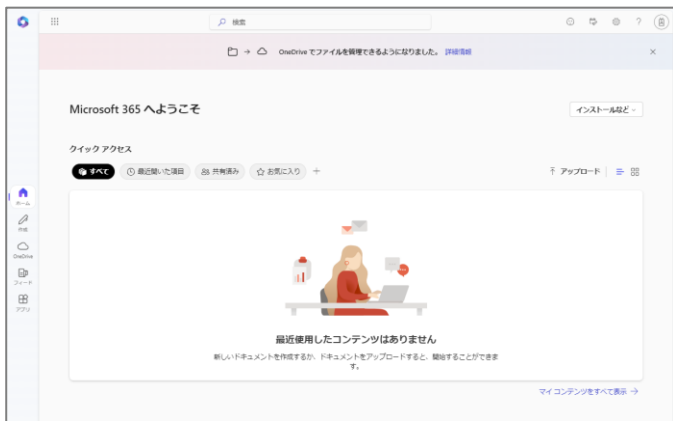 検索
OneDrive でファイルを管理できるようになりました。 詳細情報
Microsoft 365 へようこそ
インストールなど
クイック アクセス
すべて
最近開いた項目
共有済み
お気に入り
アップロード
ホーム
作成
OneDrive
フィード
アプリ
最近使用したコンテンツはありません
新しいドキュメントを作成するか、ドキュメントをアップロードすると、開始することができま
す。
マイ コンテンツをすべて表示